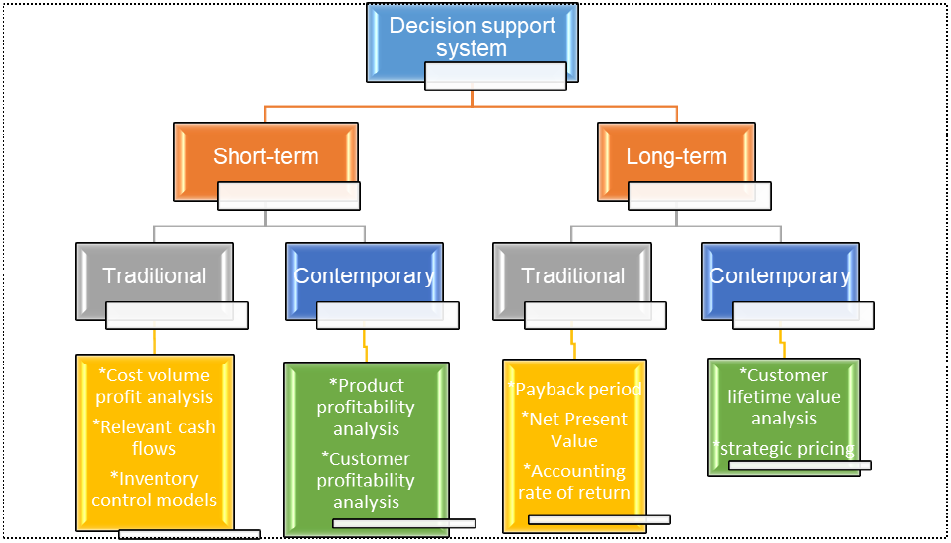 Decision support
system
Short-term
Long-term
Traditional
Contemporary
Traditional
Contemporary
*Cost volume
profit analysis
*Relevant cash
flows
*Inventory
control models
*Product
profitability
analysis
*Customer
profitability
analysis
*Payback period
*Net Present
Value
*Accounting
rate of return
*Customer
lifetime value
analysis
*strategic pricing